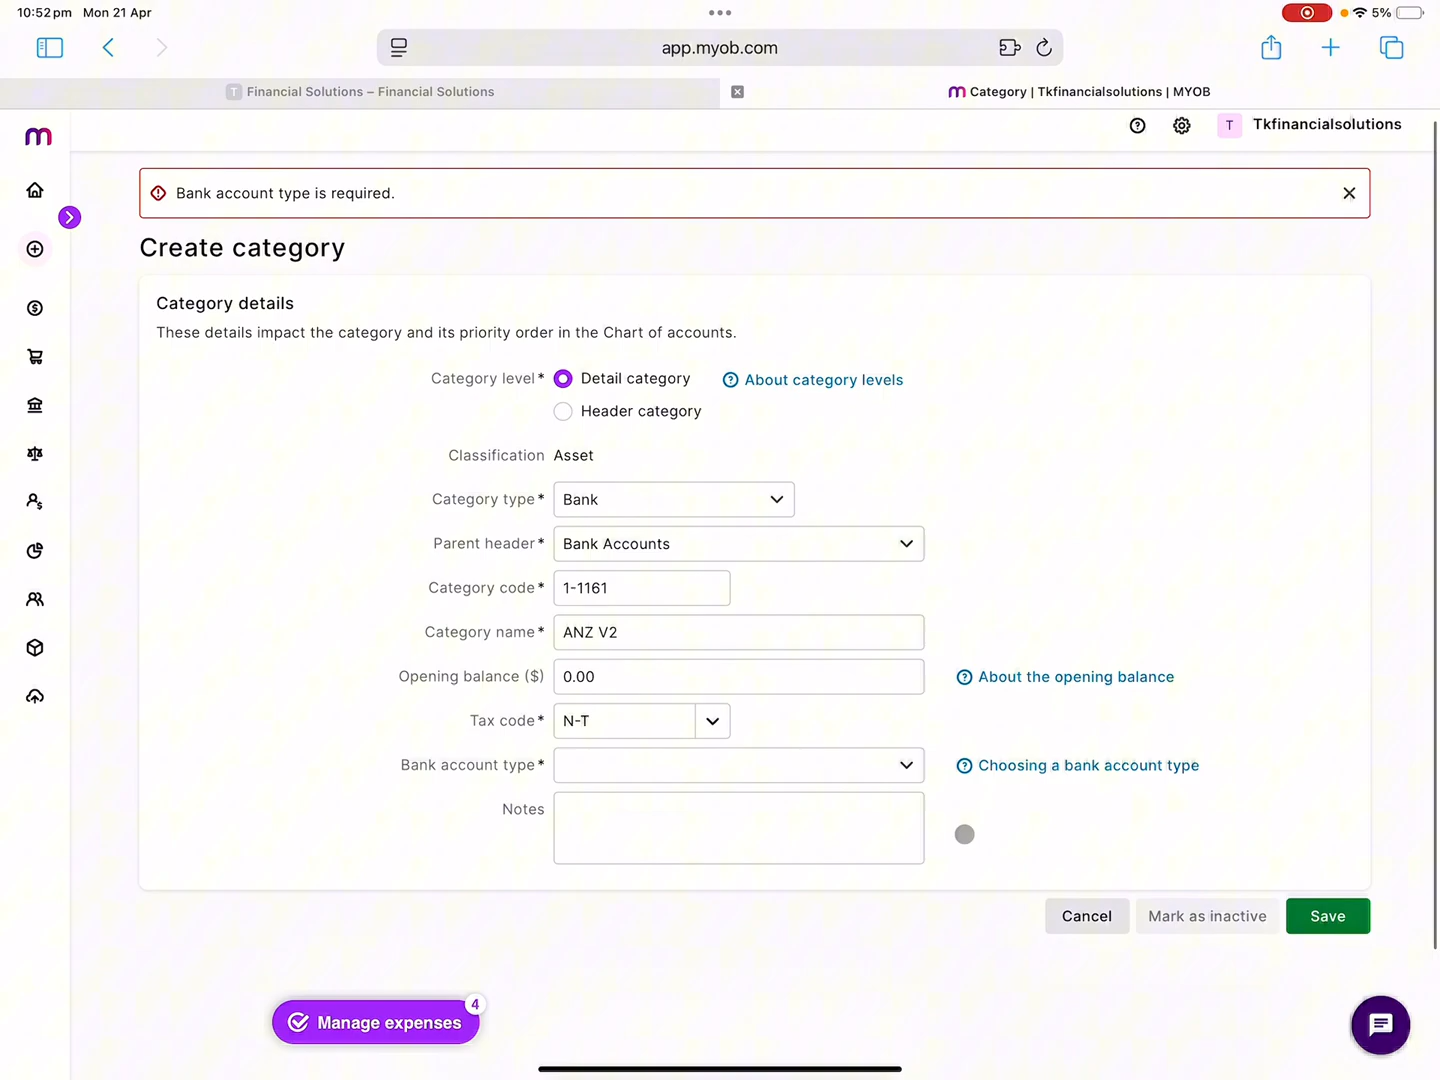 10:52 pm Mon 21 Apr
5%
app.myob.com
T Financial Solutions – Financial Solutions
Category | Tkfinancialsolutions | MYOB
T Tkfinancialsolutions
Bank account type is required.
Create category
Category details
These details impact the category and its priority order in the Chart of accounts.
Category level* Detail category About category levels
Header category
Classification Asset
Category type* Bank
Parent header* Bank Accounts
Category code* 1-1161
Category name* ANZ V2
Opening balance ($) 0.00 About the opening balance
Tax code* N-T
Bank account type* Choosing a bank account type
Notes
Cancel Mark as inactive Save
Manage expenses 4